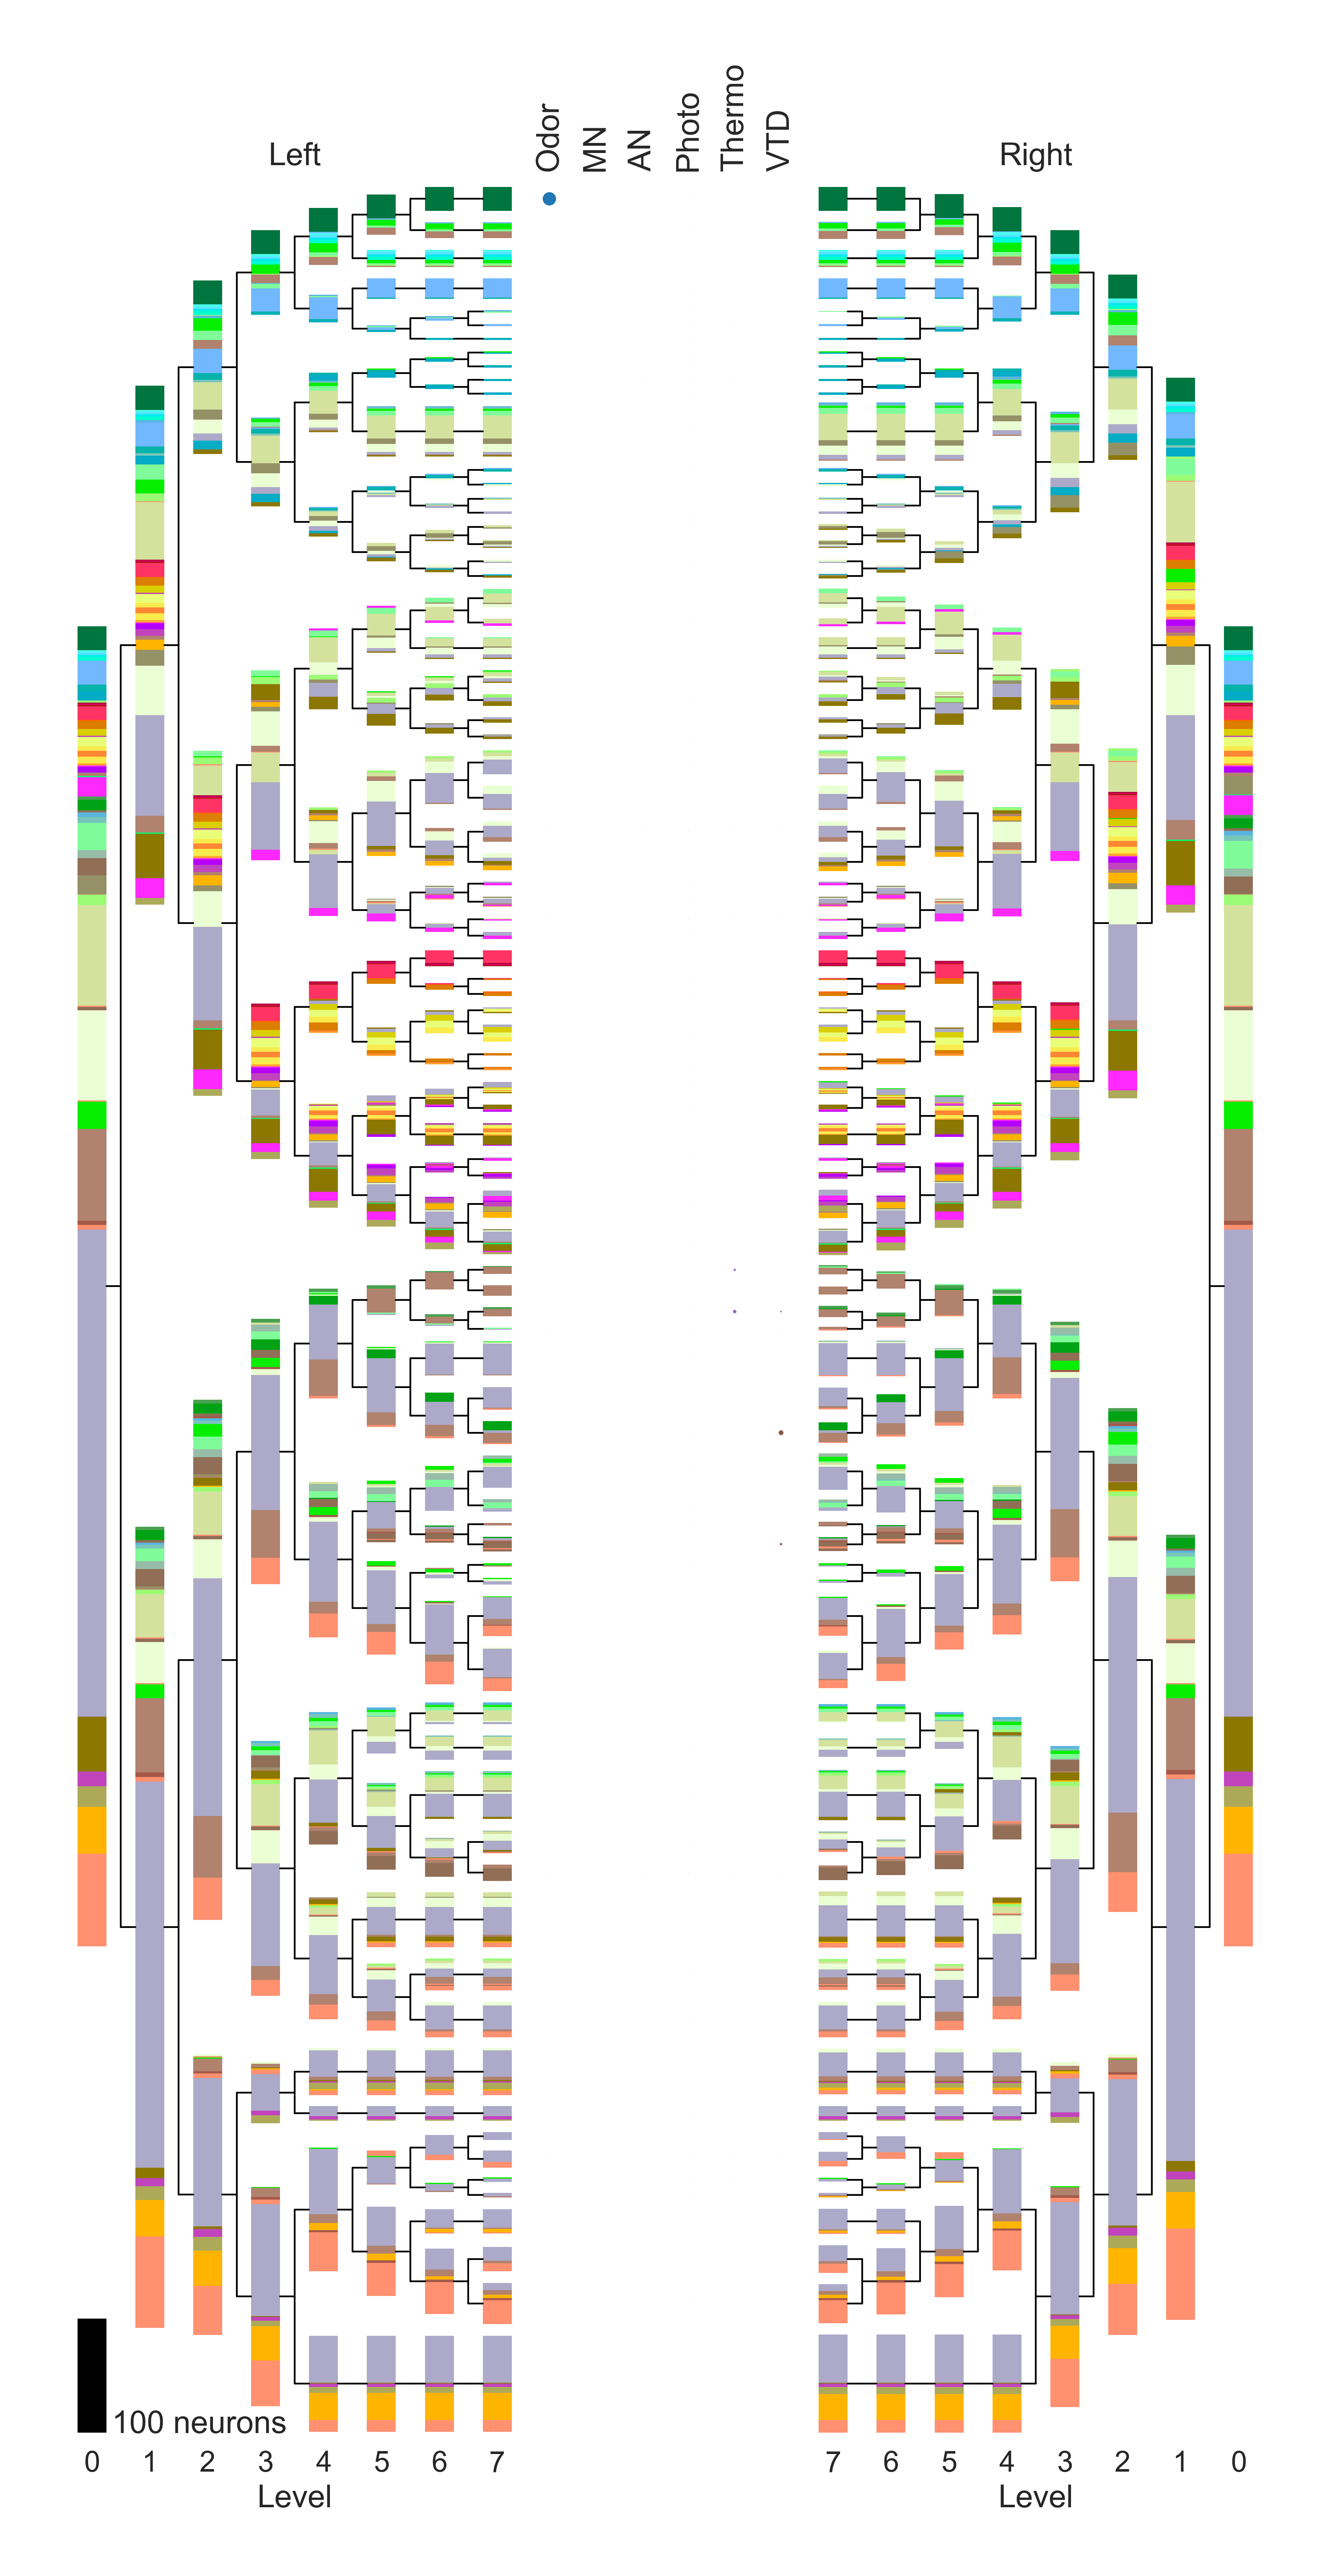 Left
Odor
MN
AN
Photo
Thermo
VTD
Right
100 neurons
0 1 2 3 4 5 6 7
7 6 5 4 3 2 1 0
Level
Level